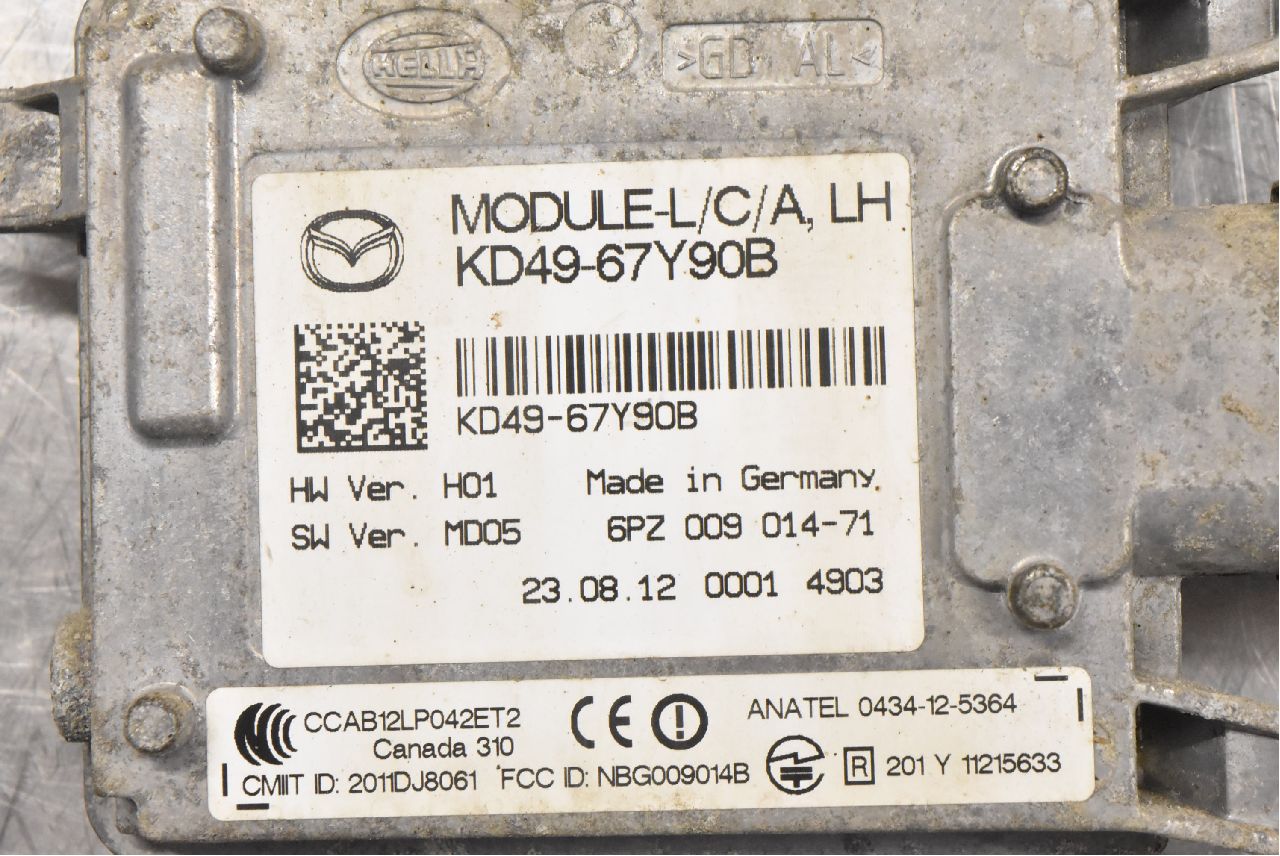 HELLA
>GD AL<
MODULE-L/C/A, LH
KD49-67Y90B
KD49-67Y90B
HW Ver. H01 Made in Germany
SW Ver. MD05 6PZ 009 014-71
23.08.12 0001 4903
CCAB12LP042ET2
Canada 310
CMIIT ID: 2011DJ8061 FCC ID: NBG009014B
CE
ANATEL 0434-12-5364
R 201 Y 11215633